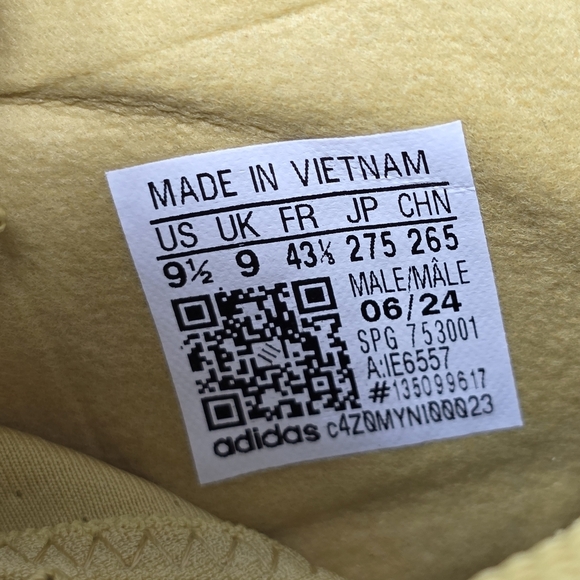 MADE IN VIETNAM
US UK FR JP CHN
9½ 9 43⅓ 275 265
MALE/MÂLE
06/24
SPG 753001
A:IE6557
#135099617
adidas c4Z0MYNI00023